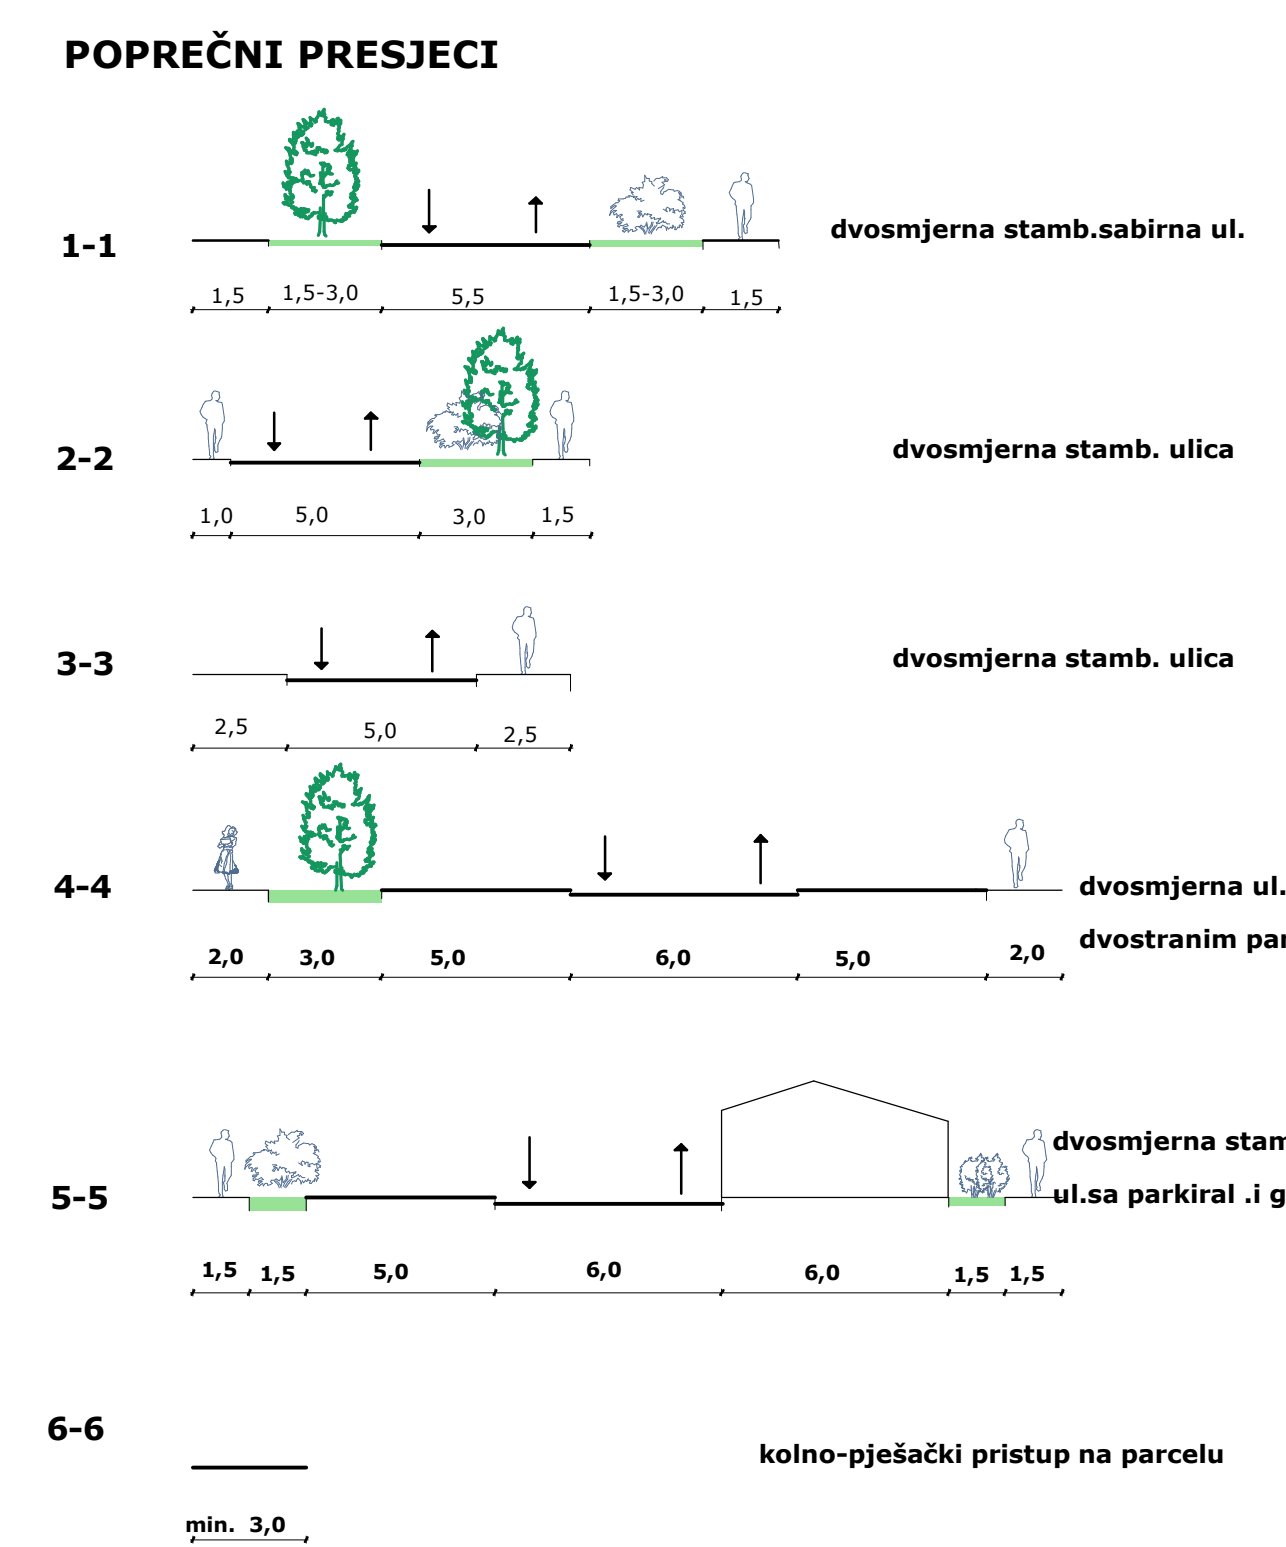 POPREČNI PRESJECI
1-1
dvosmjerna stamb.sabirna ul.
1,5 1,5-3,0 5,5 1,5-3,0 1,5
2-2
dvosmjerna stamb. ulica
1,0 5,0 3,0 1,5
3-3
dvosmjerna stamb. ulica
2,5 5,0 2,5
4-4
dvosmjerna ul.
dvostranim par
2,0 3,0 5,0 6,0 5,0 2,0
5-5
dvosmjerna stam
ul.sa parkiral .i g
1,5 1,5 5,0 6,0 6,0 1,5 1,5
6-6
kolno-pješački pristup na parcelu
min. 3,0